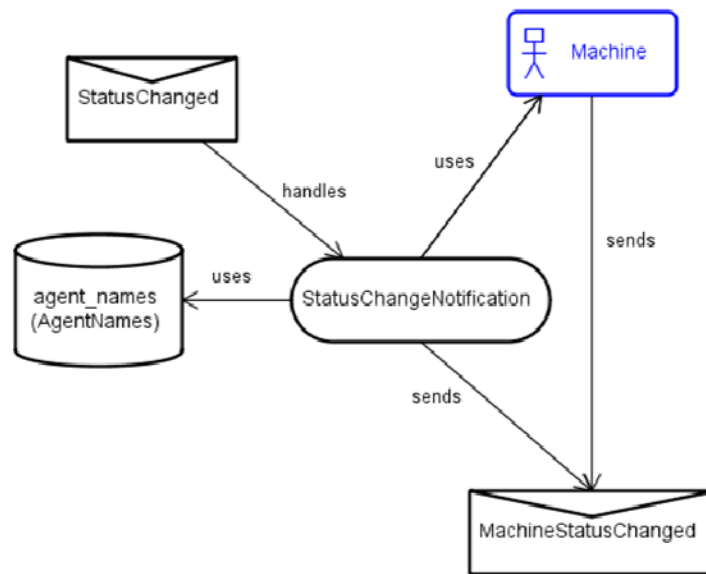 Machine
StatusChanged
uses
handles
sends
uses
agent_names
(AgentNames)
StatusChangeNotification
sends
MachineStatusChanged